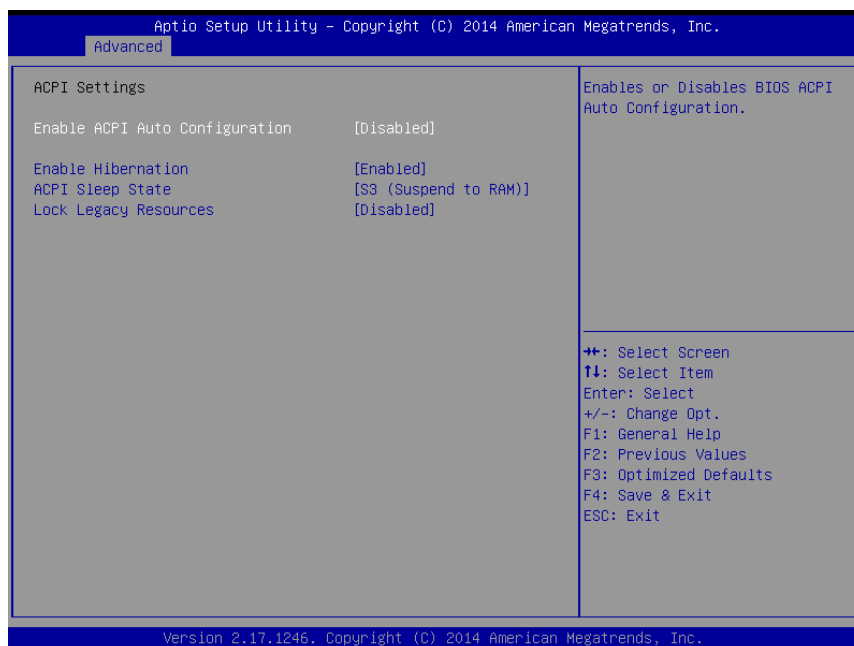 Aptio Setup Utility – Copyright (C) 2014 American Megatrends, Inc.
Advanced
ACPI Settings
Enable ACPI Auto Configuration [Disabled]
Enable Hibernation [Enabled]
ACPI Sleep State [S3 (Suspend to RAM)]
Lock Legacy Resources [Disabled]
Enables or Disables BIOS ACPI
Auto Configuration.
→←: Select Screen
↑↓: Select Item
Enter: Select
+/-: Change Opt.
F1: General Help
F2: Previous Values
F3: Optimized Defaults
F4: Save & Exit
ESC: Exit
Version 2.17.1246. Copyright (C) 2014 American Megatrends, Inc.